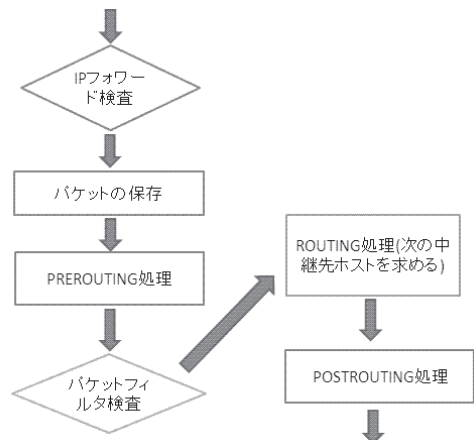 IPフォワー
ド検査
パケットの保存
PREROUTING処理
パケットフィ
ルタ検査
ROUTING処理(次の中
継先ホストを求める)
POSTROUTING処理